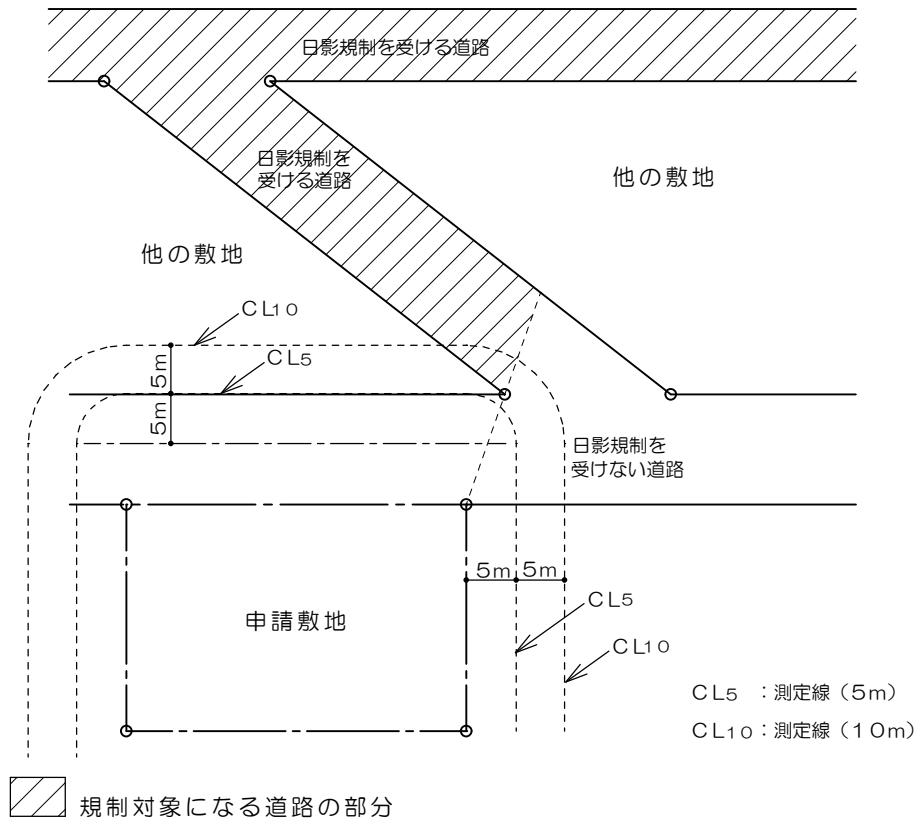 日影規制を受ける道路
日影規制を
受ける道路
他の敷地
他の敷地
CL10
5m
CL5
5m
日影規制を
受けない道路
5m
5m
CL5
申請敷地
CL10
CL5 :測定線(5m)
CL10:測定線(10m)
規制対象になる道路の部分